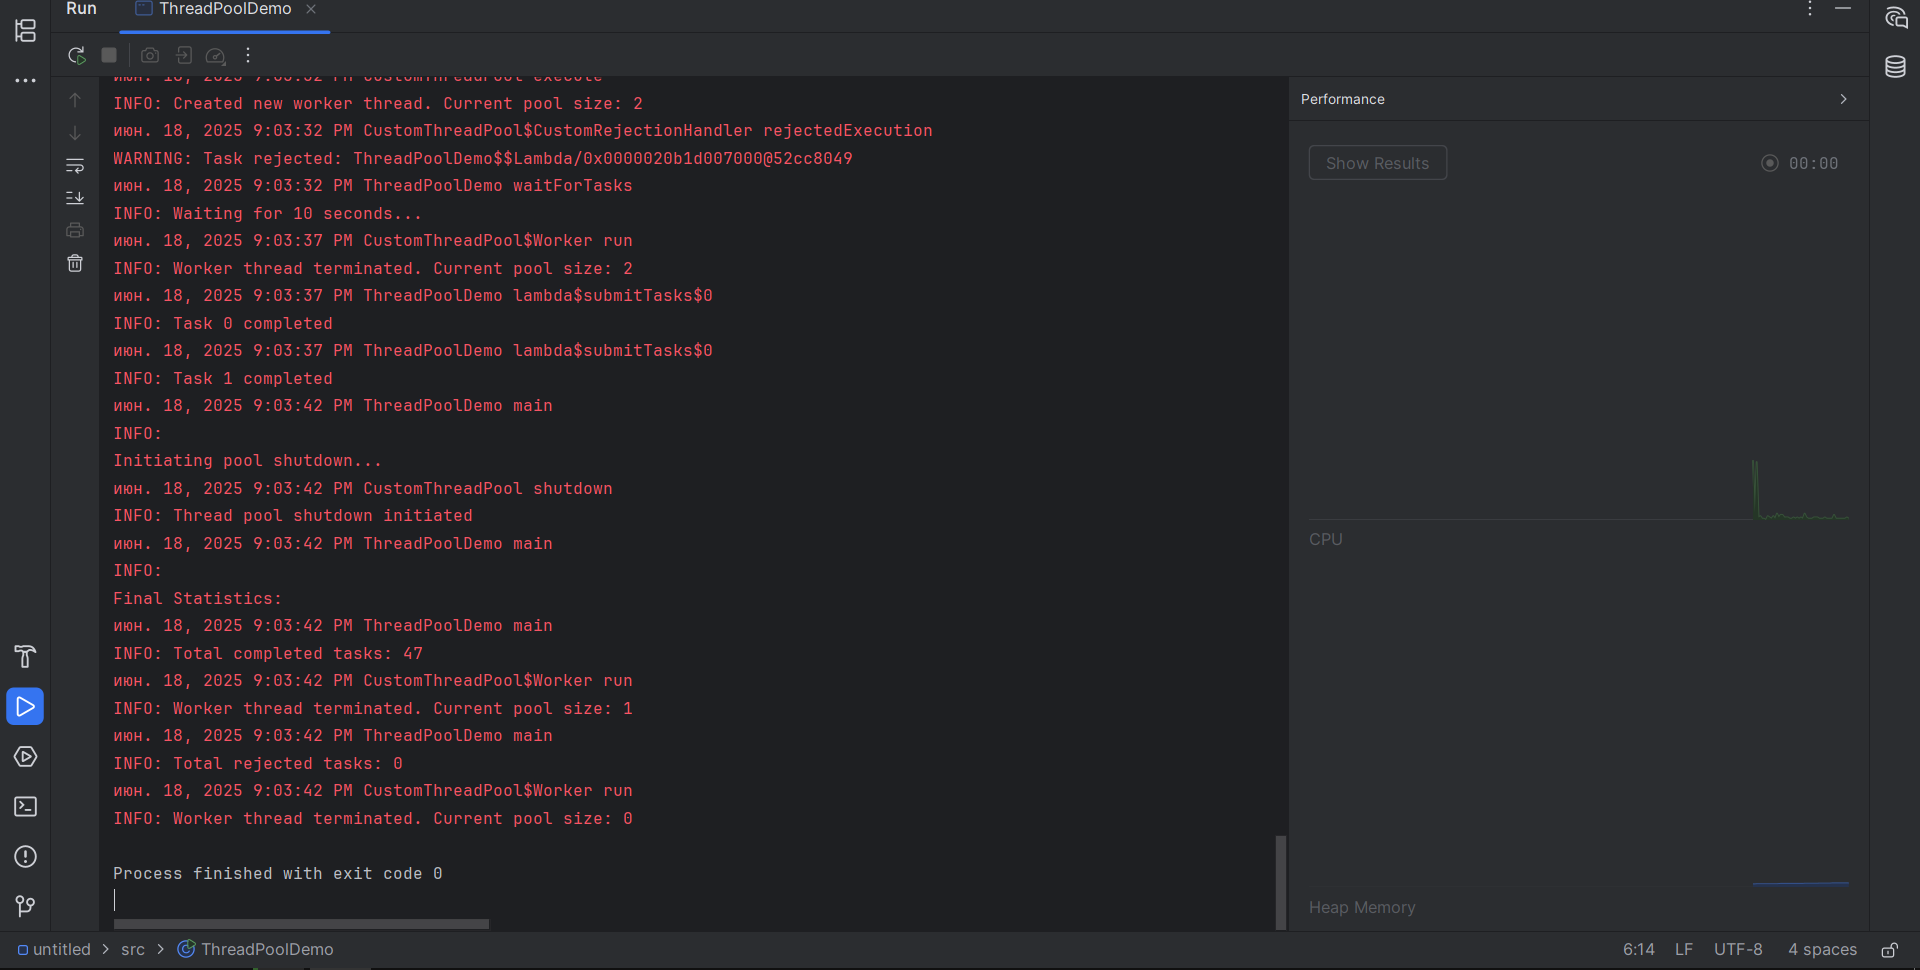 Run ThreadPoolDemo
июн. 18, 2025 9:03:32 PM CustomThreadPool execute
INFO: Created new worker thread. Current pool size: 2
июн. 18, 2025 9:03:32 PM CustomThreadPool$CustomRejectionHandler rejectedExecution
WARNING: Task rejected: ThreadPoolDemo$$Lambda/0x0000020b1d007000@52cc8049
июн. 18, 2025 9:03:32 PM ThreadPoolDemo waitForTasks
INFO: Waiting for 10 seconds...
июн. 18, 2025 9:03:37 PM CustomThreadPool$Worker run
INFO: Worker thread terminated. Current pool size: 2
июн. 18, 2025 9:03:37 PM ThreadPoolDemo lambda$submitTasks$0
INFO: Task 0 completed
июн. 18, 2025 9:03:37 PM ThreadPoolDemo lambda$submitTasks$0
INFO: Task 1 completed
июн. 18, 2025 9:03:42 PM ThreadPoolDemo main
INFO:
Initiating pool shutdown...
июн. 18, 2025 9:03:42 PM CustomThreadPool shutdown
INFO: Thread pool shutdown initiated
июн. 18, 2025 9:03:42 PM ThreadPoolDemo main
INFO:
Final Statistics:
июн. 18, 2025 9:03:42 PM ThreadPoolDemo main
INFO: Total completed tasks: 47
июн. 18, 2025 9:03:42 PM CustomThreadPool$Worker run
INFO: Worker thread terminated. Current pool size: 1
июн. 18, 2025 9:03:42 PM ThreadPoolDemo main
INFO: Total rejected tasks: 0
июн. 18, 2025 9:03:42 PM CustomThreadPool$Worker run
INFO: Worker thread terminated. Current pool size: 0
Process finished with exit code 0
Performance
Show Results 00:00
CPU
Heap Memory
untitled src ThreadPoolDemo 6:14 LF UTF-8 4 spaces